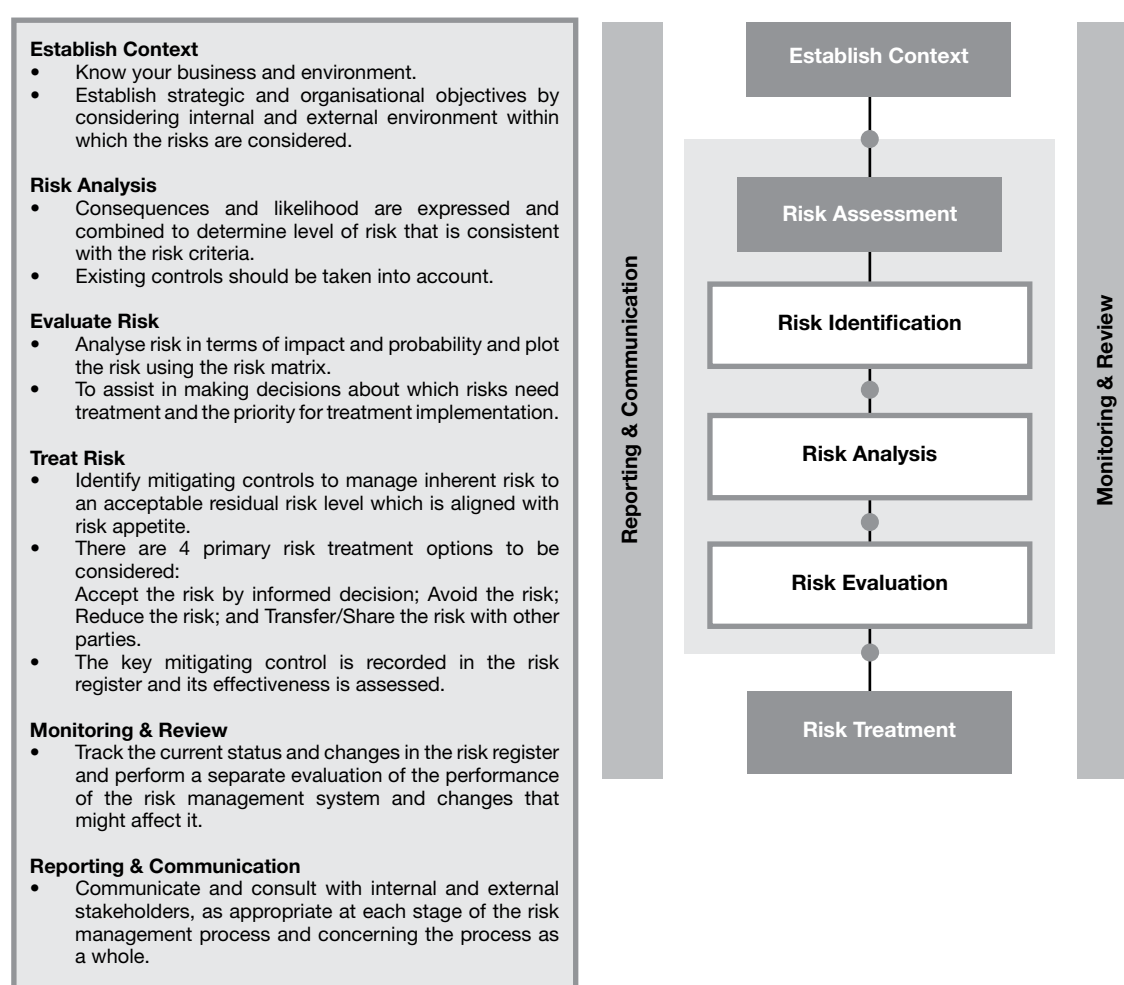 Establish Context
• Know your business and environment.
• Establish strategic and organisational objectives by
considering internal and external environment within
which the risks are considered.
Risk Analysis
• Consequences and likelihood are expressed and
combined to determine level of risk that is consistent
with the risk criteria.
• Existing controls should be taken into account.
Evaluate Risk
• Analyse risk in terms of impact and probability and plot
the risk using the risk matrix.
• To assist in making decisions about which risks need
treatment and the priority for treatment implementation.
Treat Risk
• Identify mitigating controls to manage inherent risk to
an acceptable residual risk level which is aligned with
risk appetite.
• There are 4 primary risk treatment options to be
considered:
Accept the risk by informed decision; Avoid the risk;
Reduce the risk; and Transfer/Share the risk with other
parties.
• The key mitigating control is recorded in the risk
register and its effectiveness is assessed.
Monitoring & Review
• Track the current status and changes in the risk register
and perform a separate evaluation of the performance
of the risk management system and changes that
might affect it.
Reporting & Communication
• Communicate and consult with internal and external
stakeholders, as appropriate at each stage of the risk
management process and concerning the process as
a whole.
Reporting & Communication
Establish Context
Risk Assessment
Risk Identification
Risk Analysis
Risk Evaluation
Risk Treatment
Monitoring & Review